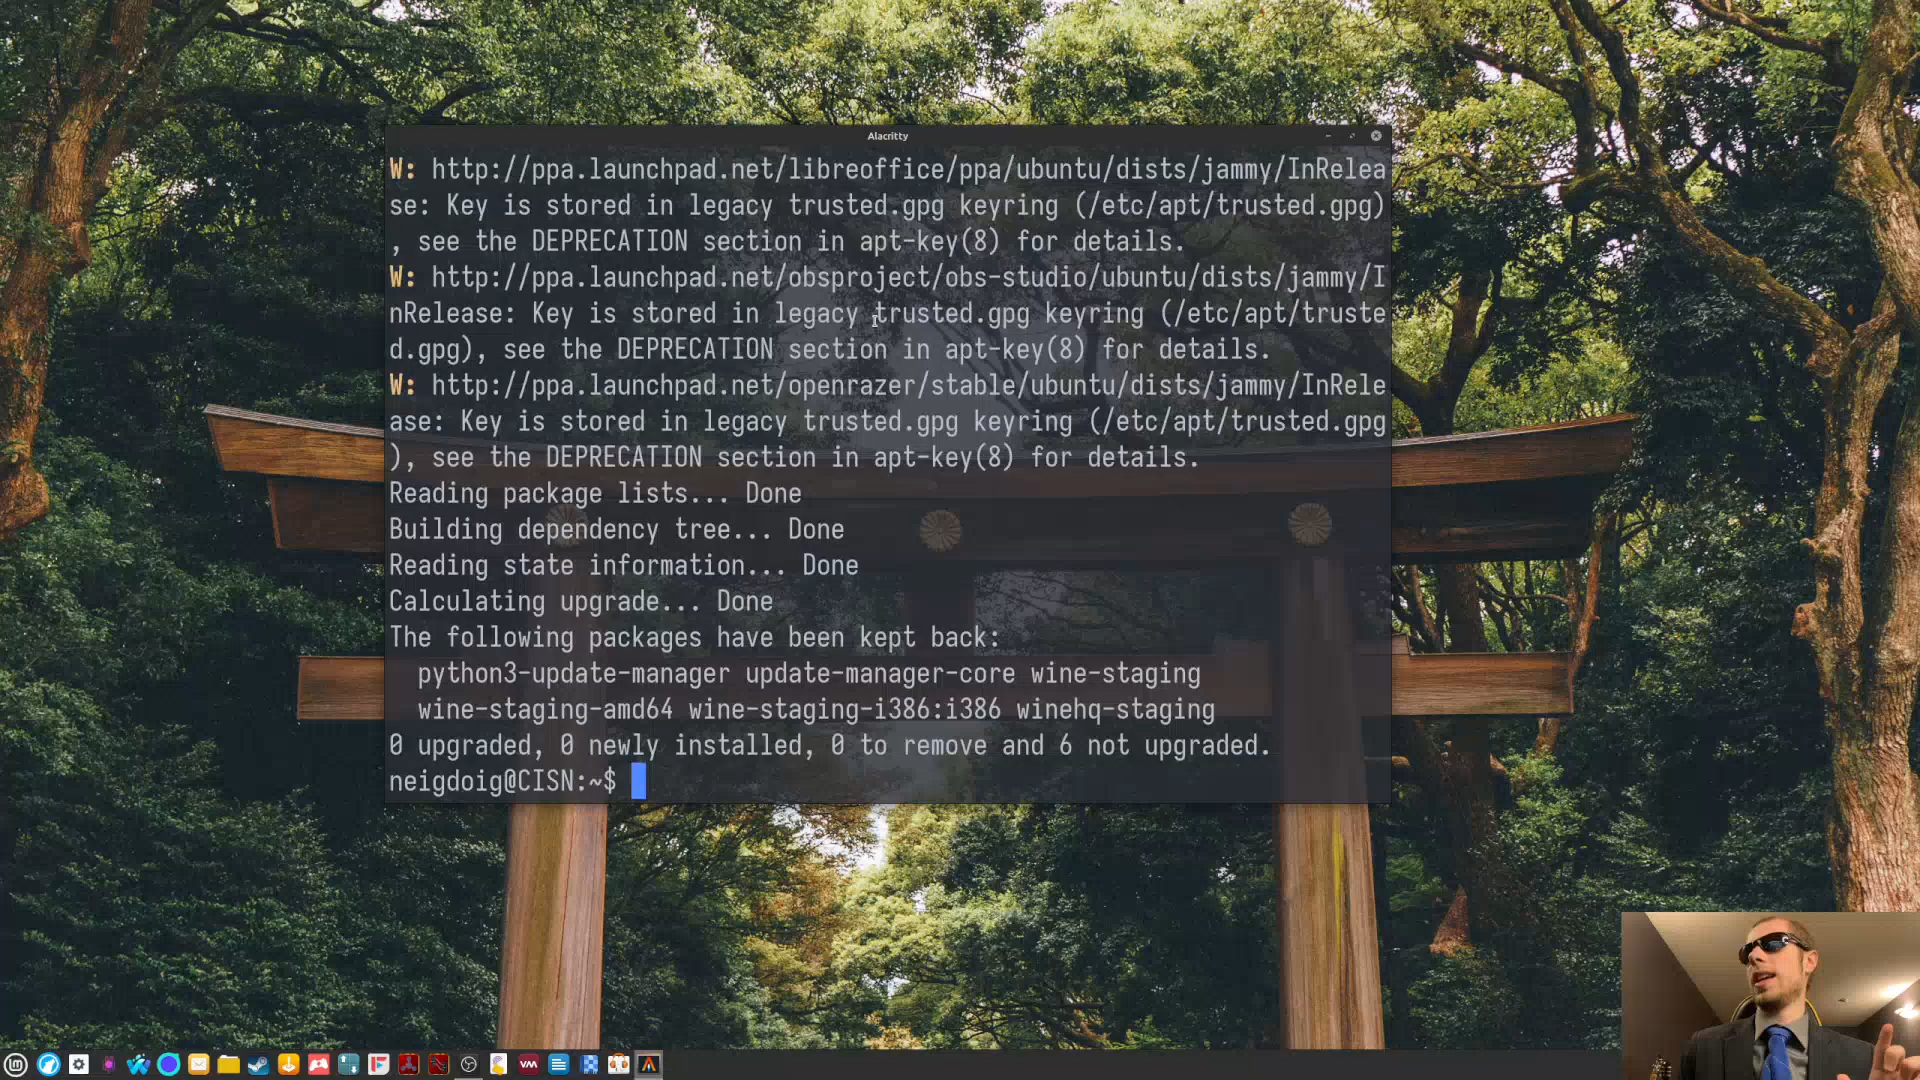 Alacritty
W: http://ppa.launchpad.net/libreoffice/ppa/ubuntu/dists/jammy/InRelea
se: Key is stored in legacy trusted.gpg keyring (/etc/apt/trusted.gpg)
, see the DEPRECATION section in apt-key(8) for details.
W: http://ppa.launchpad.net/obsproject/obs-studio/ubuntu/dists/jammy/I
nRelease: Key is stored in legacy trusted.gpg keyring (/etc/apt/truste
d.gpg), see the DEPRECATION section in apt-key(8) for details.
W: http://ppa.launchpad.net/openrazer/stable/ubuntu/dists/jammy/InRele
ase: Key is stored in legacy trusted.gpg keyring (/etc/apt/trusted.gpg
), see the DEPRECATION section in apt-key(8) for details.
Reading package lists... Done
Building dependency tree... Done
Reading state information... Done
Calculating upgrade... Done
The following packages have been kept back:
python3-update-manager update-manager-core wine-staging
wine-staging-amd64 wine-staging-i386:i386 winehq-staging
0 upgraded, 0 newly installed, 0 to remove and 6 not upgraded.
neigdoig@CISN:~$